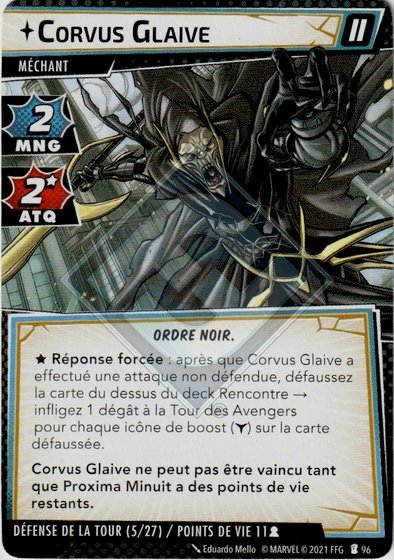 Corvus Glaive
II
MÉCHANT
2
MNG
2★
ATQ
ORDRE NOIR.
★ Réponse forcée : après que Corvus Glaive a
effectué une attaque non défendue, défaussez
la carte du dessus du deck Rencontre →
infligez 1 dégât à la Tour des Avengers
pour chaque icône de boost () sur la carte
défaussée.
Corvus Glaive ne peut pas être vaincu tant
que Proxima Minuit a des points de vie
restants.
DÉFENSE DE LA TOUR (5/27) / POINTS DE VIE 11
Eduardo Mello © MARVEL © 2021 FFG 96